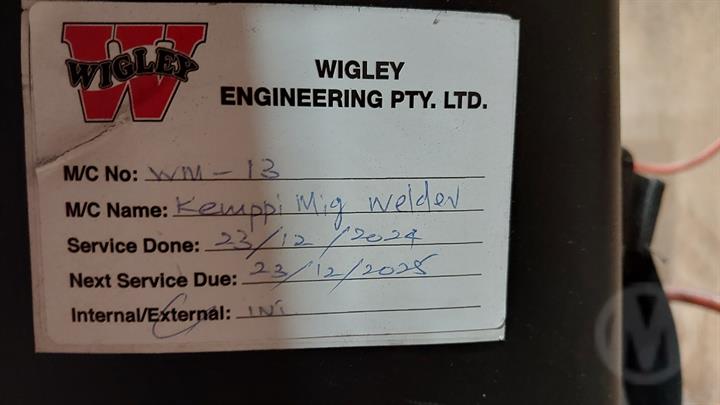 WIGLEY
WIGLEY
ENGINEERING PTY. LTD.
M/C No: WM-13
M/C Name: Kemppi Mig Welder
Service Done: 23/12/2024
Next Service Due: 23/12/2025
Internal/External: INT
M